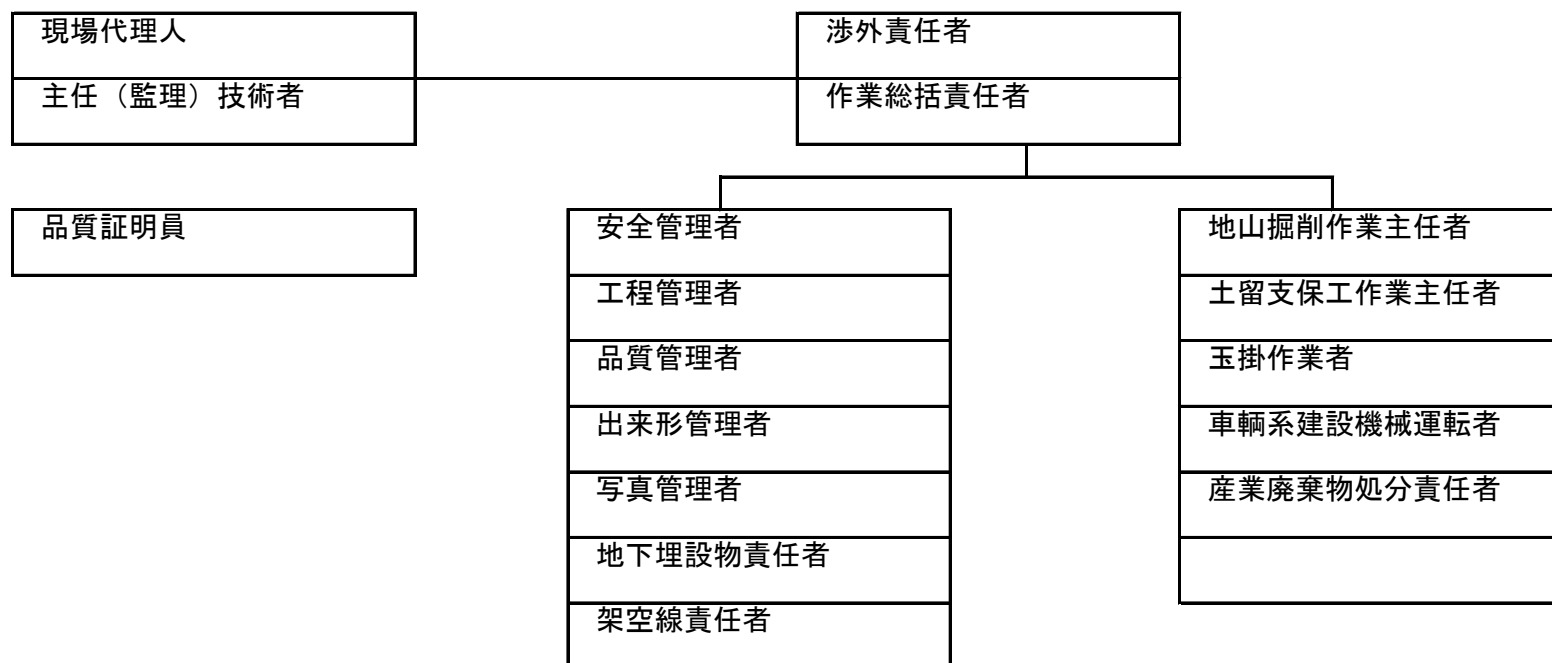 現場代理人
主任（監理）技術者
渉外責任者
作業総括責任者
品質証明員
安全管理者
工程管理者
品質管理者
出来形管理者
写真管理者
地下埋設物責任者
架空線責任者
地山掘削作業主任者
土留支保工作業主任者
玉掛作業者
車輌系建設機械運転者
産業廃棄物処分責任者